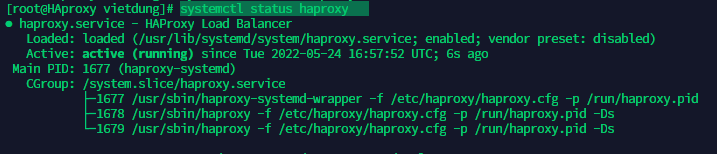 [root@HAproxy vietdung]# systemctl status haproxy
● haproxy.service - HAProxy Load Balancer
Loaded: loaded (/usr/lib/systemd/system/haproxy.service; enabled; vendor preset: disabled)
Active: active (running) since Tue 2022-05-24 16:57:52 UTC; 6s ago
Main PID: 1677 (haproxy-systemd)
CGroup: /system.slice/haproxy.service
├─1677 /usr/sbin/haproxy-systemd-wrapper -f /etc/haproxy/haproxy.cfg -p /run/haproxy.pid
├─1678 /usr/sbin/haproxy -f /etc/haproxy/haproxy.cfg -p /run/haproxy.pid -Ds
└─1679 /usr/sbin/haproxy -f /etc/haproxy/haproxy.cfg -p /run/haproxy.pid -Ds